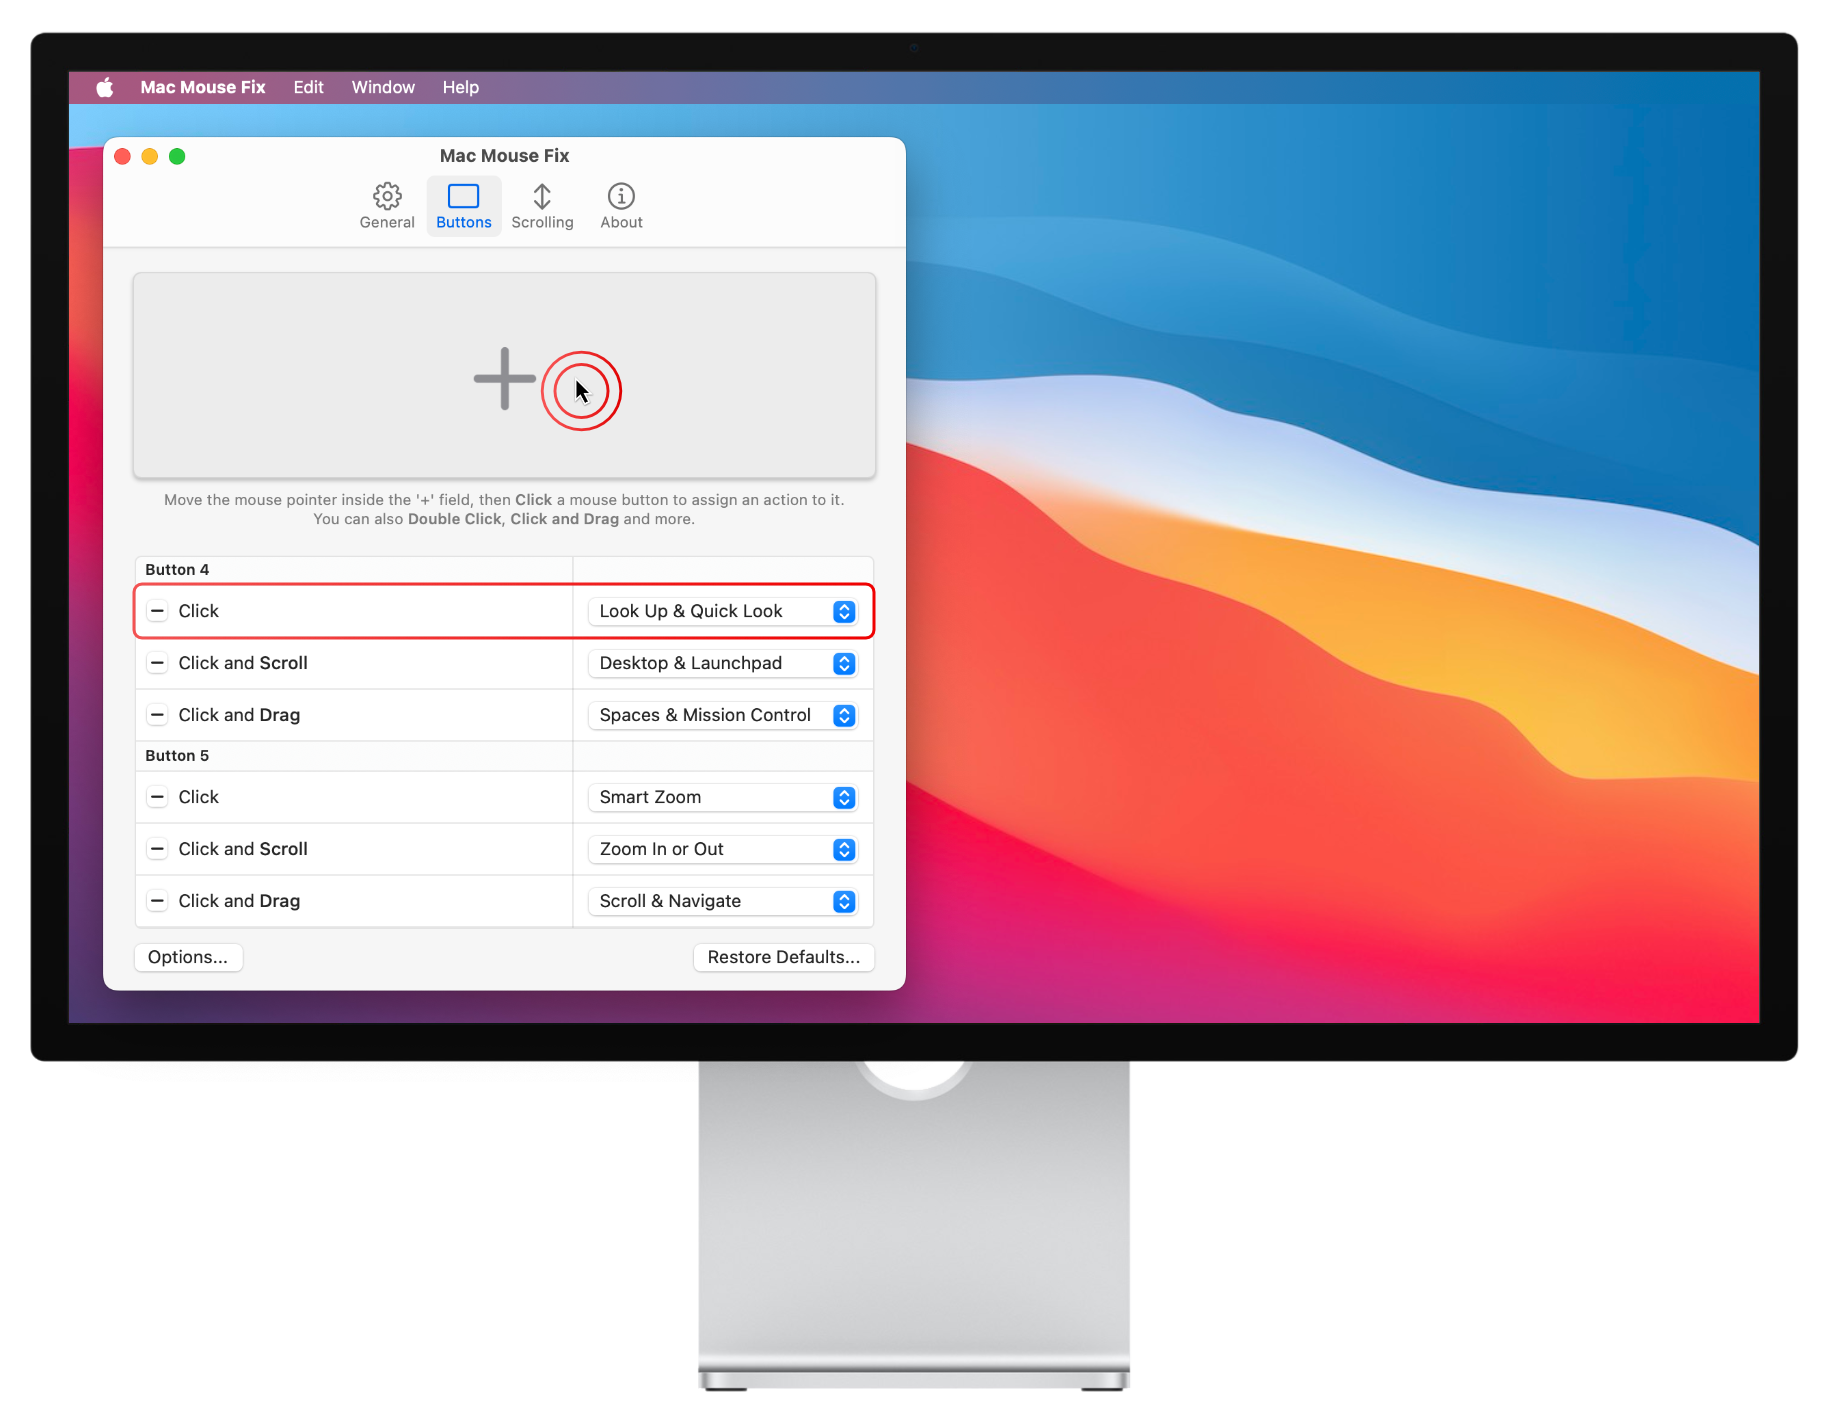 Mac Mouse Fix Edit Window Help
Mac Mouse Fix
General Buttons Scrolling About
Move the mouse pointer inside the '+' field, then Click a mouse button to assign an action to it.
You can also Double Click, Click and Drag and more.
Button 4
Click Look Up & Quick Look
Click and Scroll Desktop & Launchpad
Click and Drag Spaces & Mission Control
Button 5
Click Smart Zoom
Click and Scroll Zoom In or Out
Click and Drag Scroll & Navigate
Options... Restore Defaults...